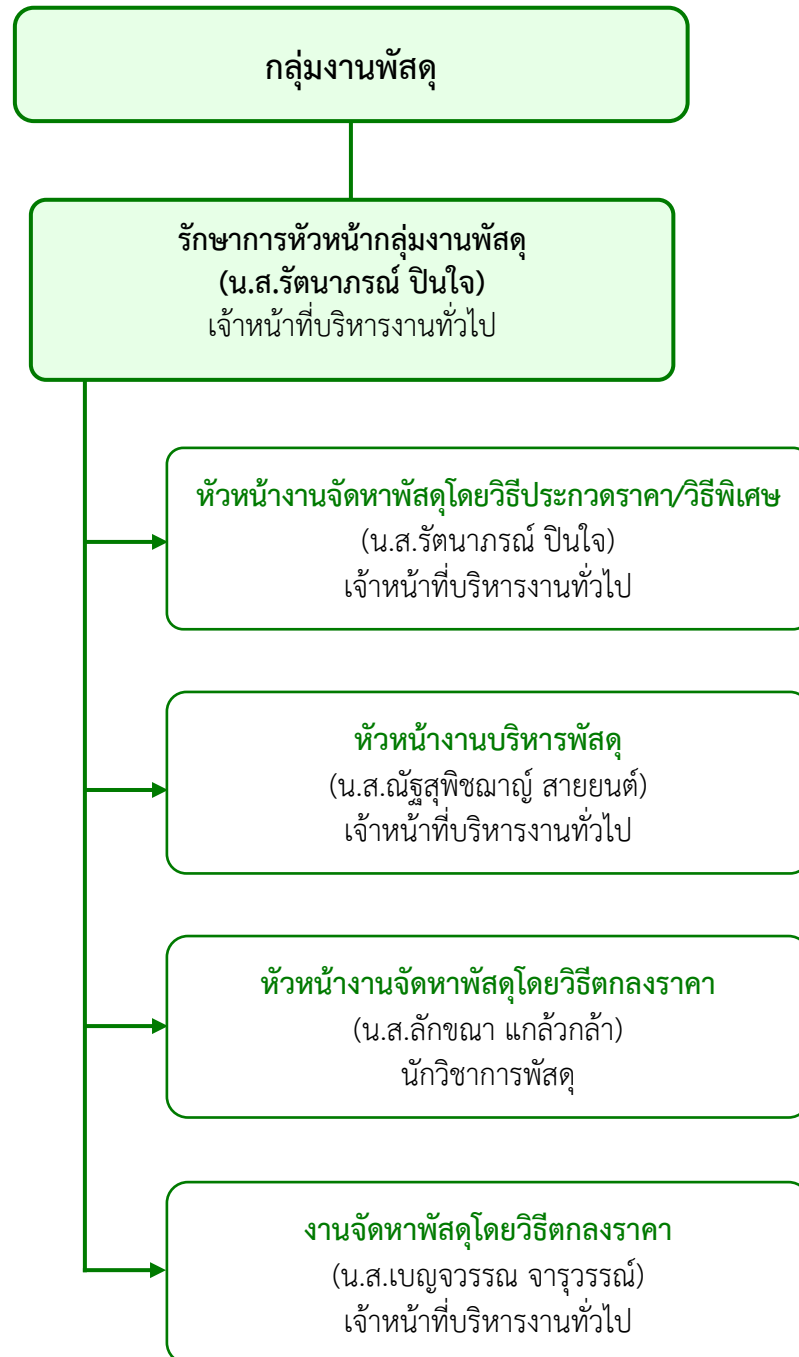 กลุ่มงานพัสดุ
รักษาการหัวหน้ากลุ่มงานพัสดุ
(น.ส.รัตนาภรณ์ ปินใจ)
เจ้าหน้าที่บริหารงานทั่วไป
หัวหน้างานจัดหาพัสดุโดยวิธีประกวดราคา/วิธีพิเศษ
(น.ส.รัตนาภรณ์ ปินใจ)
เจ้าหน้าที่บริหารงานทั่วไป
หัวหน้างานบริหารพัสดุ
(น.ส.ณัฐสุพิชฌาญ์ สายยนต์)
เจ้าหน้าที่บริหารงานทั่วไป
หัวหน้างานจัดหาพัสดุโดยวิธีตกลงราคา
(น.ส.ลักขณา แกล้วกล้า)
นักวิชาการพัสดุ
งานจัดหาพัสดุโดยวิธีตกลงราคา
(น.ส.เบญจวรรณ จารุวรรณ์)
เจ้าหน้าที่บริหารงานทั่วไป